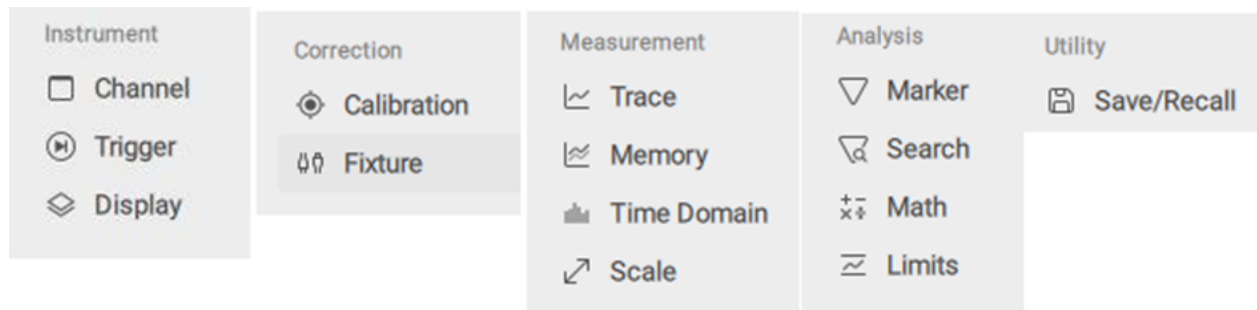 Instrument
Channel
Trigger
Display
Correction
Calibration
Fixture
Measurement
Trace
Memory
Time Domain
Scale
Analysis
Marker
Search
Math
Limits
Utility
Save/Recall